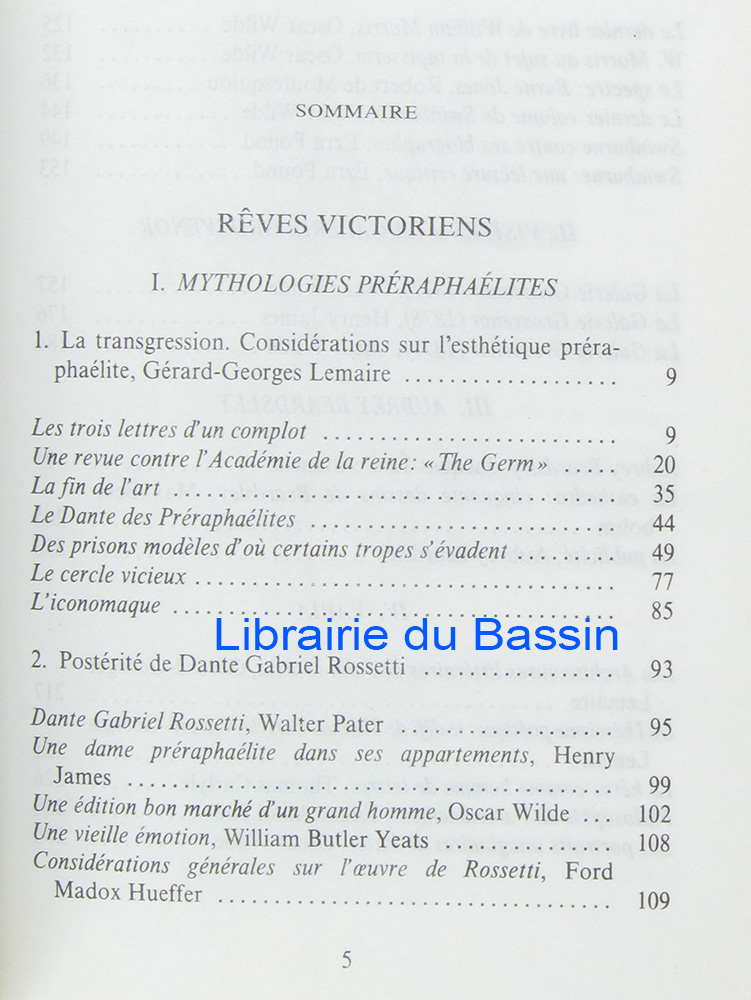 SOMMAIRE
RÊVES VICTORIENS
I. MYTHOLOGIES PRÉRAPHAÉLITES
1. La transgression. Considérations sur l'esthétique préra-
phaélite, Gérard-Georges Lemaire .................. 9
Les trois lettres d'un complot ...................... 9
Une revue contre l'Académie de la reine: « The Germ » ..... 20
La fin de l'art .................................. 35
Le Dante des Préraphaélites ...................... 44
Des prisons modèles d'où certains tropes s'évadent ........ 49
Le cercle vicieux ................................ 77
L'iconomaque .................................. 85
Librairie du Bassin
2. Postérité de Dante Gabriel Rossetti ................ 93
Dante Gabriel Rossetti, Walter Pater ................ 95
Une dame préraphaélite dans ses appartements, Henry
James ...................................... 99
Une édition bon marché d'un grand homme, Oscar Wilde .. 102
Une vieille émotion, William Butler Yeats ............. 108
Considérations générales sur l'œuvre de Rossetti, Ford
Madox Hueffer ................................ 109
5